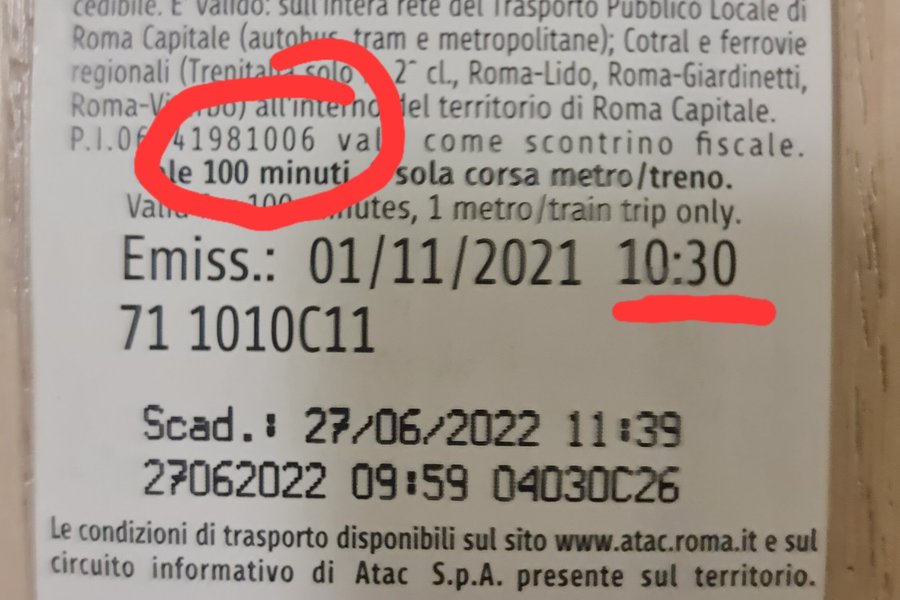 cedibile. E' valido: sull'intera rete del Trasporto Pubblico Locale di
Roma Capitale (autobus, tram e metropolitane); Cotral e ferrovie
regionali (Trenitalia solo 2^ cl., Roma-Lido, Roma-Giardinetti,
all'interno del territorio di Roma Capitale.
P.I.06 41981006 val come scontrino fiscale.
le 100 minuti sola corsa metro/treno.
100 minutes, 1 metro/train trip only.
Emiss.: 01/11/2021 10:30
71 1010C11
Scad.: 27/06/2022 11:39
27062022 09:59 04030C26
Le condizioni di trasporto disponibili sul sito www.atac.roma.it e sul
circuito informativo di Atac S.p.A. presente sul territorio.